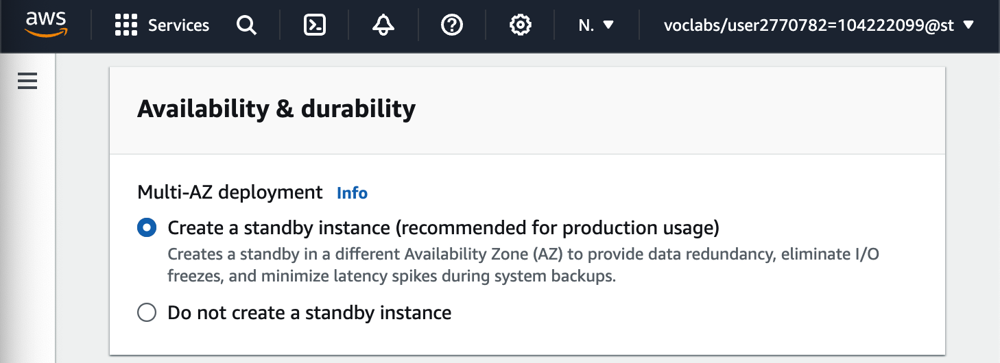 aws
Services
N.
voclabs/user2770782=104222099@st
Availability & durability
Multi-AZ deployment Info
Create a standby instance (recommended for production usage)
Creates a standby in a different Availability Zone (AZ) to provide data redundancy, eliminate I/O
freezes, and minimize latency spikes during system backups.
Do not create a standby instance